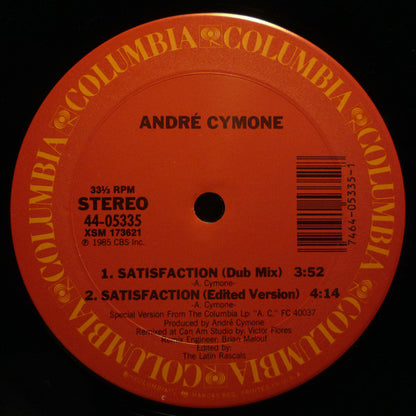 COLUMBIA COLUMBIA COLUMBIA COLUMBIA COLUMBIA COLUMBIA
ANDRÉ CYMONE
33⅓ RPM
STEREO
44-05335
XSM 173621
℗ 1985 CBS Inc.
7464-05335-1
1. SATISFACTION (Dub Mix) 3:52
-A. Cymone-
2. SATISFACTION (Edited Version) 4:14
-A. Cymone-
Special Version From The Columbia Lp "A. C." FC 40037
Produced by André Cymone
Remixed at Can Am Studio by Victor Flores
Remix Engineer: Brian Malouf
Edited by:
The Latin Rascals